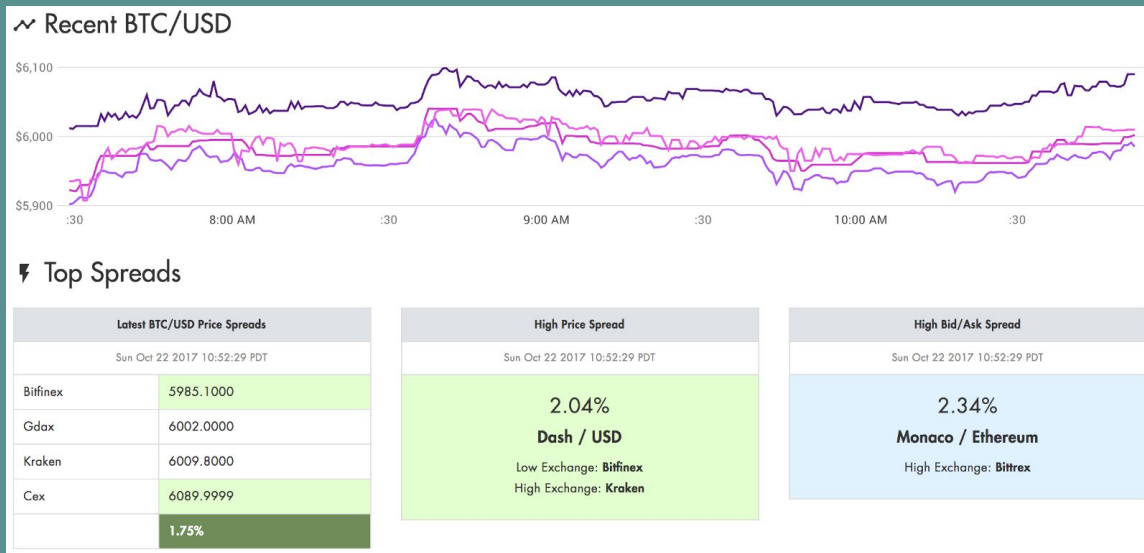 Recent BTC/USD
$6,100
$6,000
$5,900
:30 8:00 AM :30 9:00 AM :30 10:00 AM :30
Top Spreads
Latest BTC/USD Price Spreads
Sun Oct 22 2017 10:52:29 PDT
Bitfinex 5985.1000
Gdax 6002.0000
Kraken 6009.8000
Cex 6089.9999
1.75%
High Price Spread
Sun Oct 22 2017 10:52:29 PDT
2.04%
Dash / USD
Low Exchange: Bitfinex
High Exchange: Kraken
High Bid/Ask Spread
Sun Oct 22 2017 10:52:29 PDT
2.34%
Monaco / Ethereum
High Exchange: Bittrex